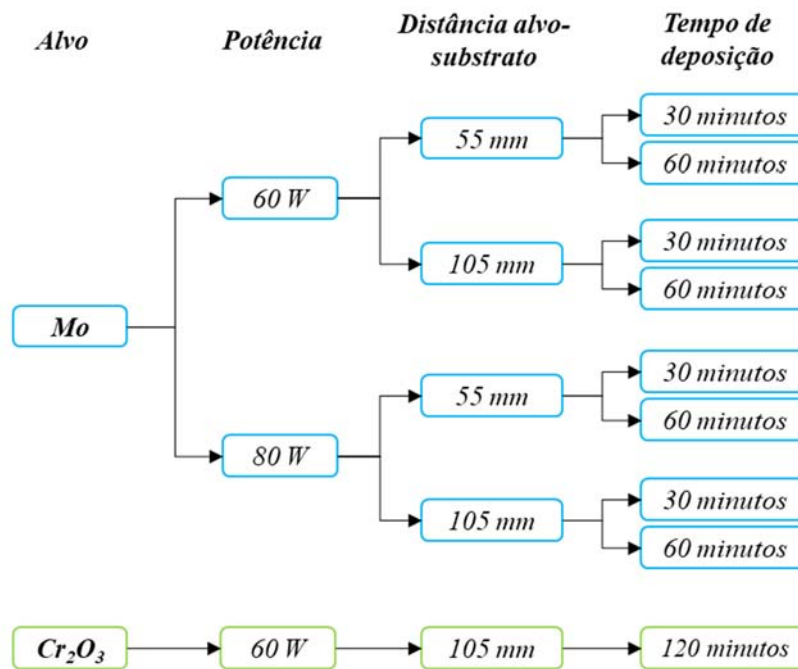 Alvo
Potência
Distância alvo-
substrato
Tempo de
deposição
30 minutos
55 mm
60 minutos
60 W
30 minutos
105 mm
60 minutos
Mo
30 minutos
55 mm
60 minutos
80 W
30 minutos
105 mm
60 minutos
Cr₂O₃
60 W
105 mm
120 minutos